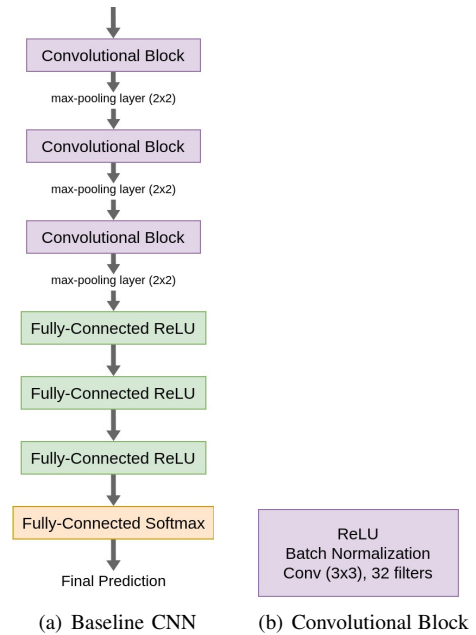 Convolutional Block
max-pooling layer (2x2)
Convolutional Block
max-pooling layer (2x2)
Convolutional Block
max-pooling layer (2x2)
Fully-Connected ReLU
Fully-Connected ReLU
Fully-Connected ReLU
Fully-Connected Softmax
Final Prediction
(a) Baseline CNN
ReLU
Batch Normalization
Conv (3x3), 32 filters
(b) Convolutional Block